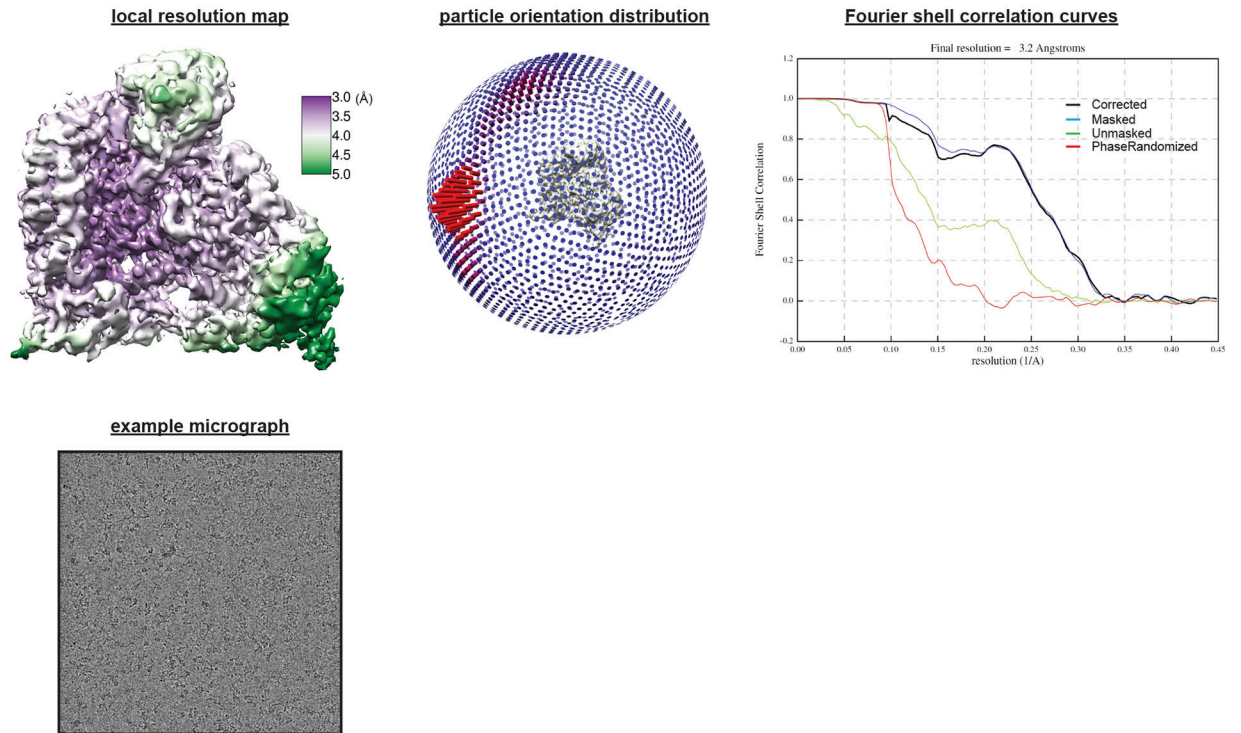 local resolution map
3.0 (Å)
3.5
4.0
4.5
5.0
particle orientation distribution
Fourier shell correlation curves
Final resolution = 3.2 Angstroms
Fourier Shell Correlation
1.2
1.0
0.8
0.6
0.4
0.2
0.0
-0.2
Corrected
Masked
Unmasked
PhaseRandomized
0.00 0.05 0.10 0.15 0.20 0.25 0.30 0.35 0.40 0.45
resolution (1/A)
example micrograph